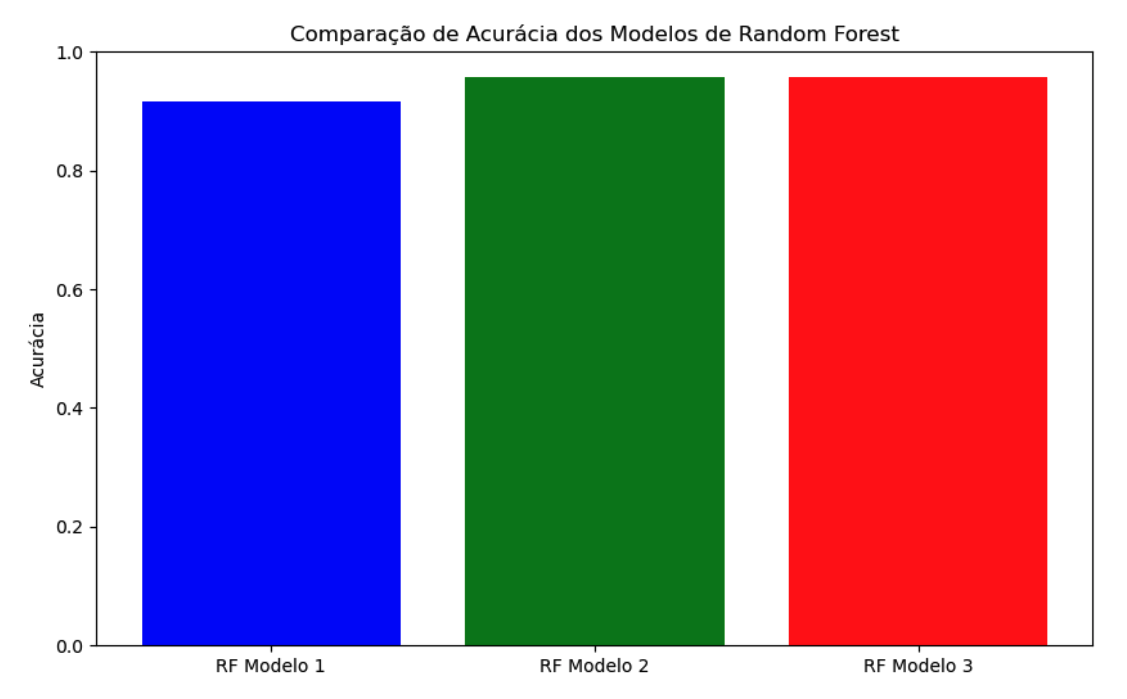 Comparação de Acurácia dos Modelos de Random Forest
1.0
0.8
0.6
0.4
0.2
0.0
Acurácia
RF Modelo 1
RF Modelo 2
RF Modelo 3